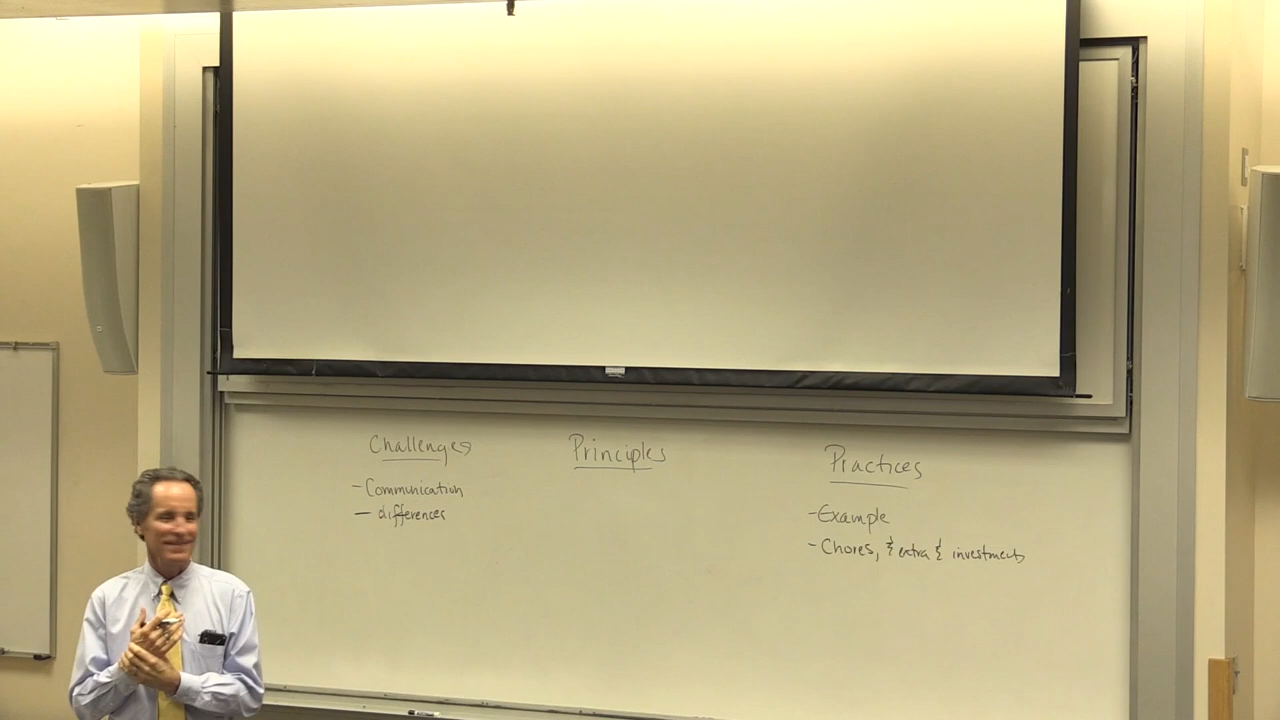 Challenges
- Communication
- differences
Principles
Practices
- Example
- Chores, & extra & investments